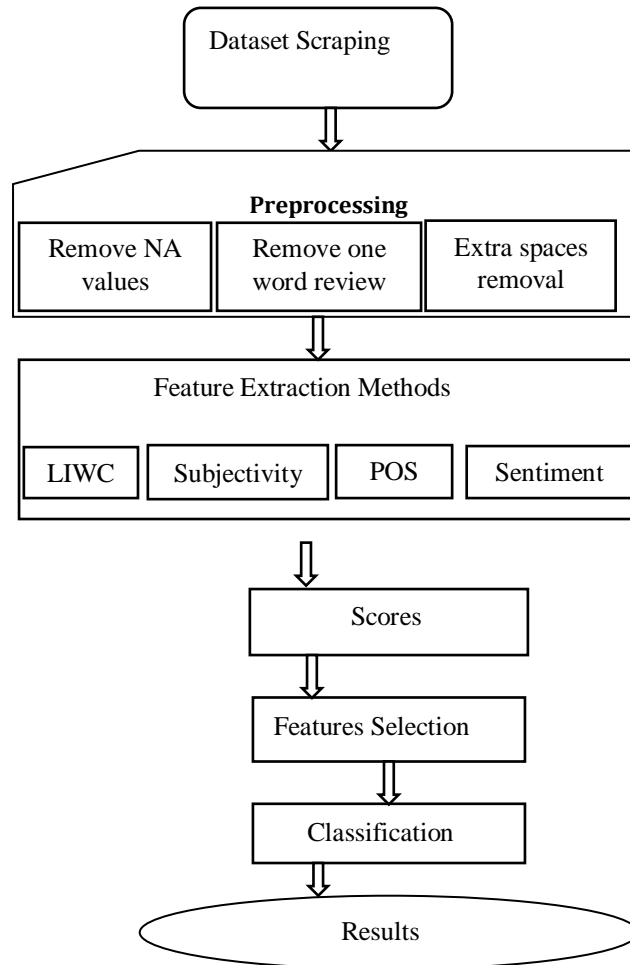 Dataset Scraping
Preprocessing
Remove NA
values
Remove one
word review
Extra spaces
removal
Feature Extraction Methods
LIWC
Subjectivity
POS
Sentiment
Scores
Features Selection
Classification
Results